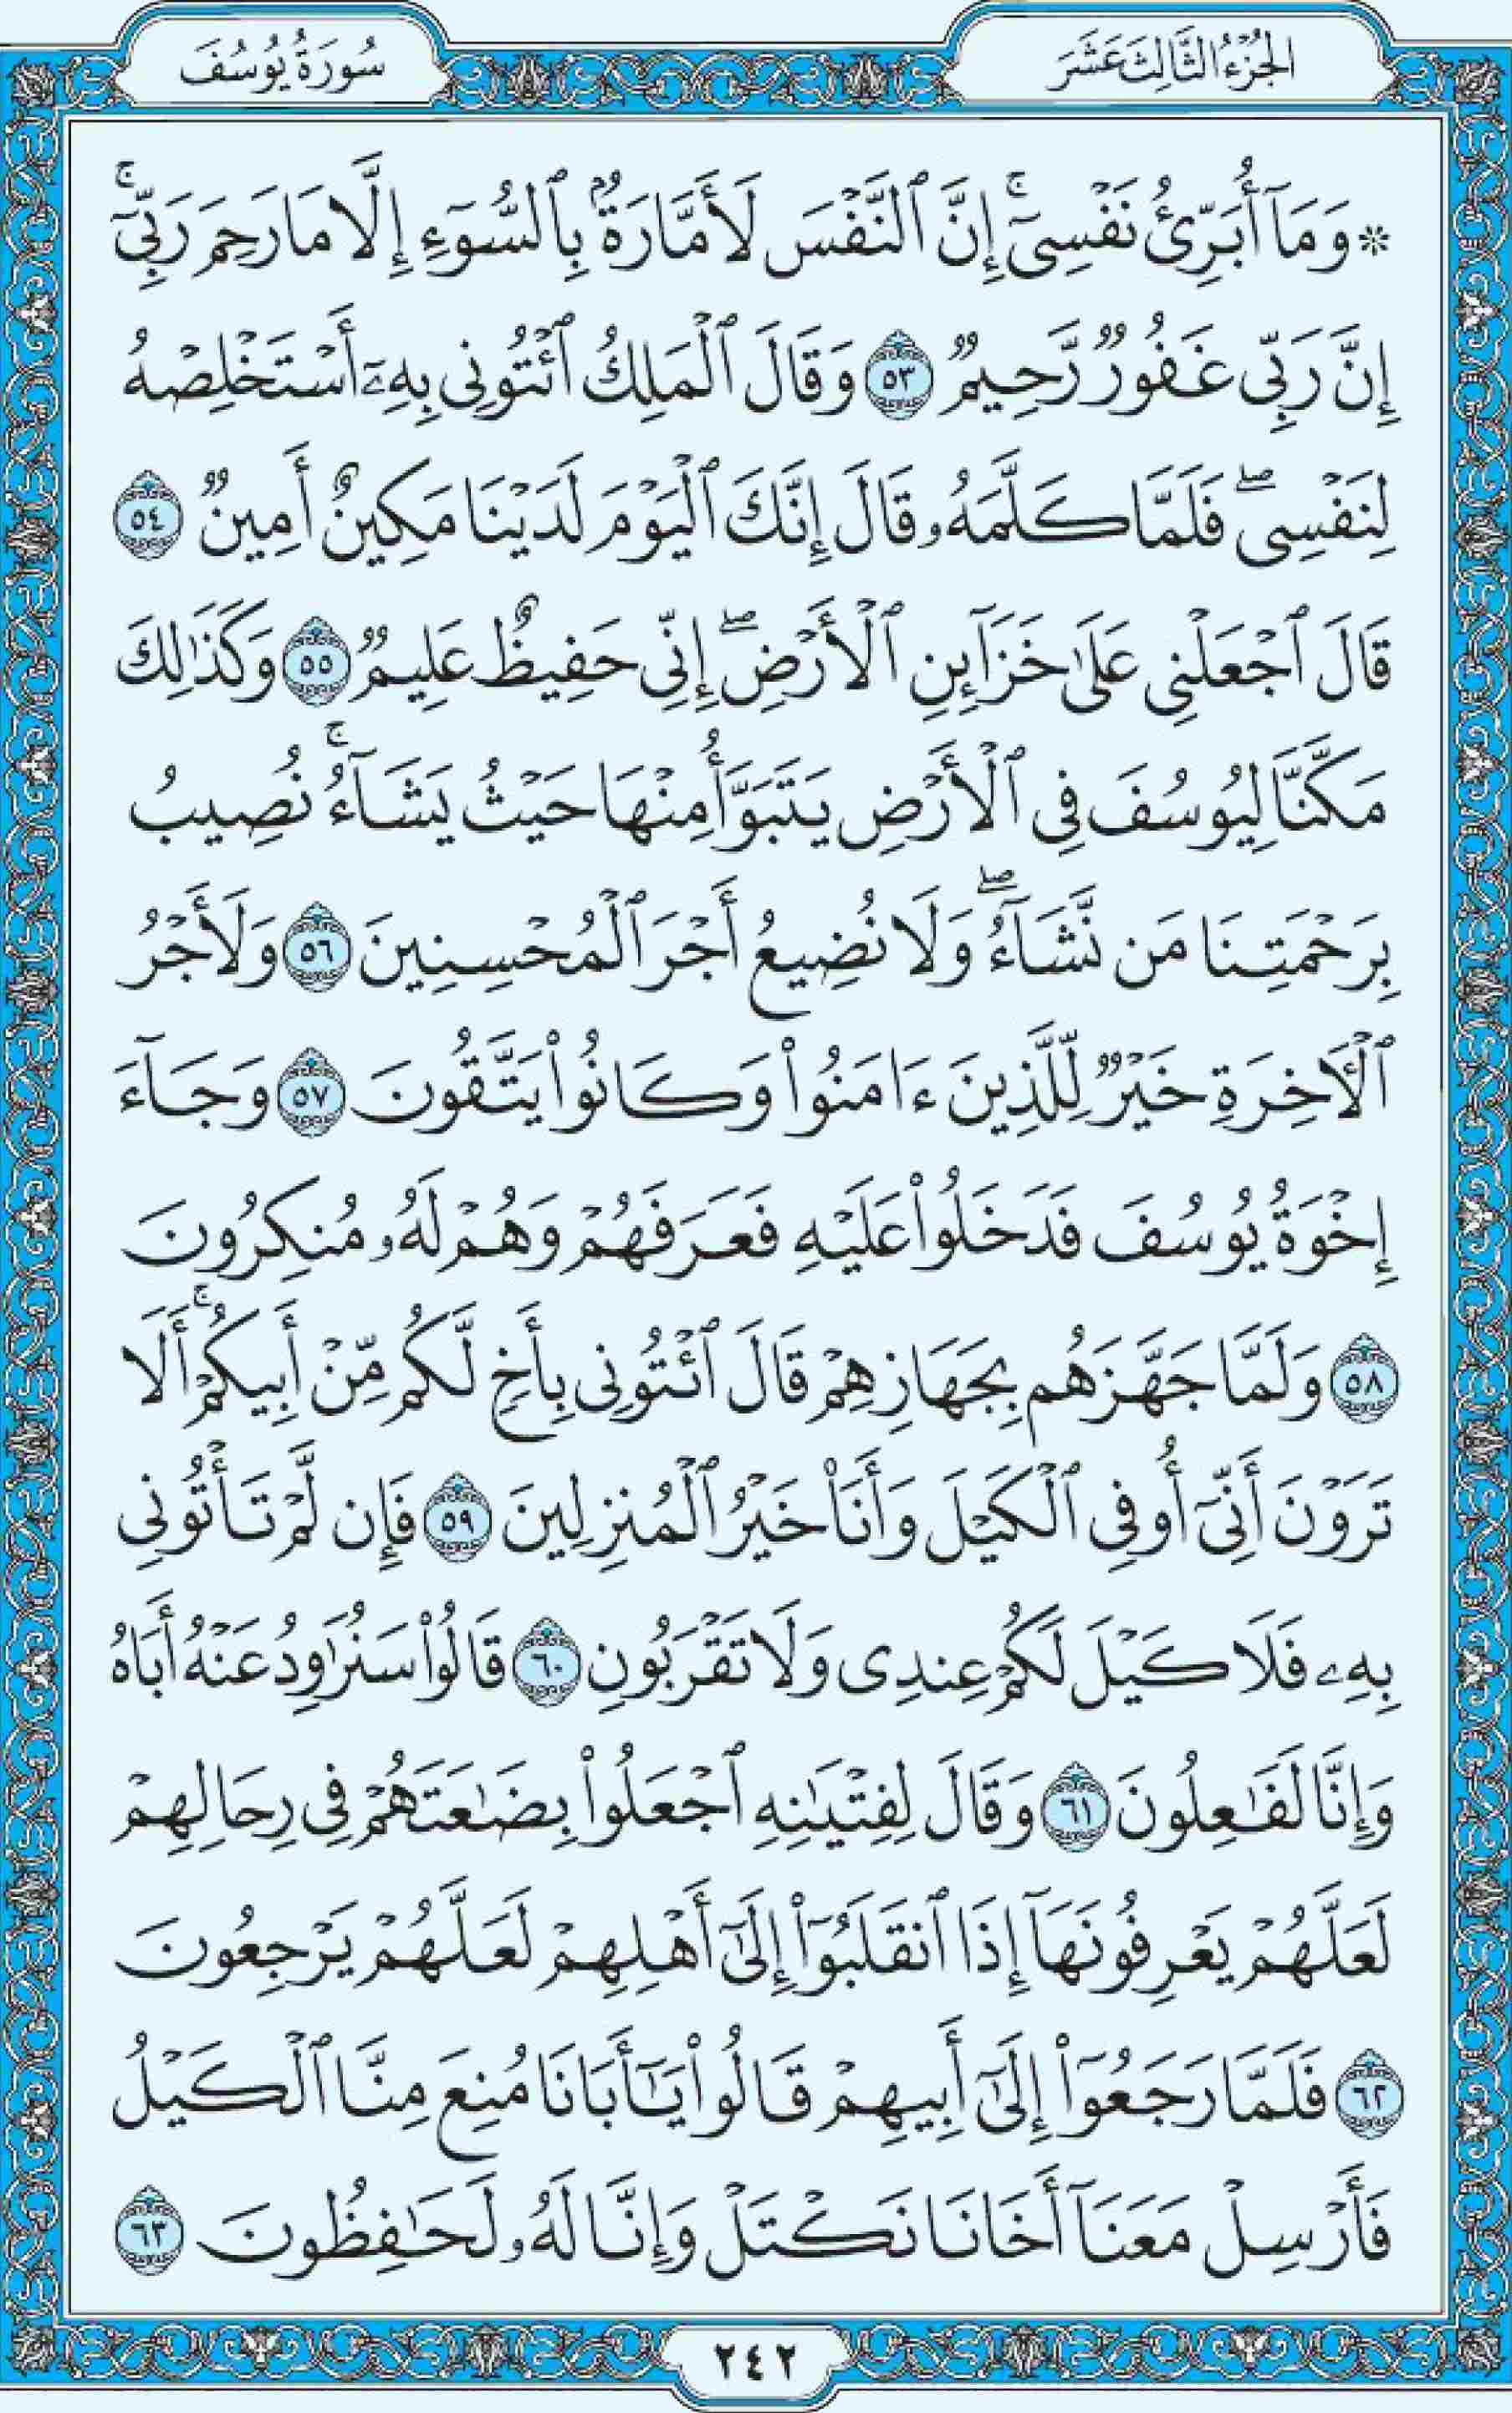 الجُزْءُ الثَّالِثَ عَشَرَ
سُورَةُ يُوسُفَ
* وَمَآ أُبَرِّئُ نَفۡسِيٓۚ إِنَّ ٱلنَّفۡسَ لَأَمَّارَةُۢ بِٱلسُّوٓءِ إِلَّا مَا رَحِمَ رَبِّيٓۚ
إِنَّ رَبِّي غَفُورٞ رَّحِيمٞ ٥٣ وَقَالَ ٱلۡمَلِكُ ٱئۡتُونِي بِهِۦٓ أَسۡتَخۡلِصۡهُ
لِنَفۡسِيۖ فَلَمَّا كَلَّمَهُۥ قَالَ إِنَّكَ ٱلۡيَوۡمَ لَدَيۡنَا مَكِينٌ أَمِينٞ ٥٤
قَالَ ٱجۡعَلۡنِي عَلَىٰ خَزَآئِنِ ٱلۡأَرۡضِۖ إِنِّي حَفِيظٌ عَلِيمٞ ٥٥ وَكَذَٰلِكَ
مَكَّنَّا لِيُوسُفَ فِي ٱلۡأَرۡضِ يَتَبَوَّأُ مِنۡهَا حَيۡثُ يَشَآءُۚ نُصِيبُ
بِرَحۡمَتِنَا مَن نَّشَآءُۖ وَلَا نُضِيعُ أَجۡرَ ٱلۡمُحۡسِنِينَ ٥٦ وَلَأَجۡرُ
ٱلۡأٓخِرَةِ خَيۡرٞ لِّلَّذِينَ ءَامَنُواْ وَكَانُواْ يَتَّقُونَ ٥٧ وَجَآءَ
إِخۡوَةُ يُوسُفَ فَدَخَلُواْ عَلَيۡهِ فَعَرَفَهُمۡ وَهُمۡ لَهُۥ مُنكِرُونَ
٥٨ وَلَمَّا جَهَّزَهُم بِجَهَازِهِمۡ قَالَ ٱئۡتُونِي بِأَخٖ لَّكُم مِّنۡ أَبِيكُمۡۚ أَلَا
تَرَوۡنَ أَنِّيٓ أُوفِي ٱلۡكَيۡلَ وَأَنَا۠ خَيۡرُ ٱلۡمُنزِلِينَ ٥٩ فَإِن لَّمۡ تَأۡتُونِي
بِهِۦ فَلَا كَيۡلَ لَكُمۡ عِندِي وَلَا تَقۡرَبُونِ ٦٠ قَالُواْ سَنُرَٰوِدُ عَنۡهُ أَبَاهُ
وَإِنَّا لَفَٰعِلُونَ ٦١ وَقَالَ لِفِتۡيَٰنِهِ ٱجۡعَلُواْ بِضَٰعَتَهُمۡ فِي رِحَالِهِمۡ
لَعَلَّهُمۡ يَعۡرِفُونَهَآ إِذَا ٱنقَلَبُوٓاْ إِلَىٰٓ أَهۡلِهِمۡ لَعَلَّهُمۡ يَرۡجِعُونَ
٦٢ فَلَمَّا رَجَعُوٓاْ إِلَىٰٓ أَبِيهِمۡ قَالُواْ يَٰٓأَبَانَا مُنِعَ مِنَّا ٱلۡكَيۡلُ
فَأَرۡسِلۡ مَعَنَآ أَخَانَا نَكۡتَلۡ وَإِنَّا لَهُۥ لَحَٰفِظُونَ ٦٣
٢٤٢